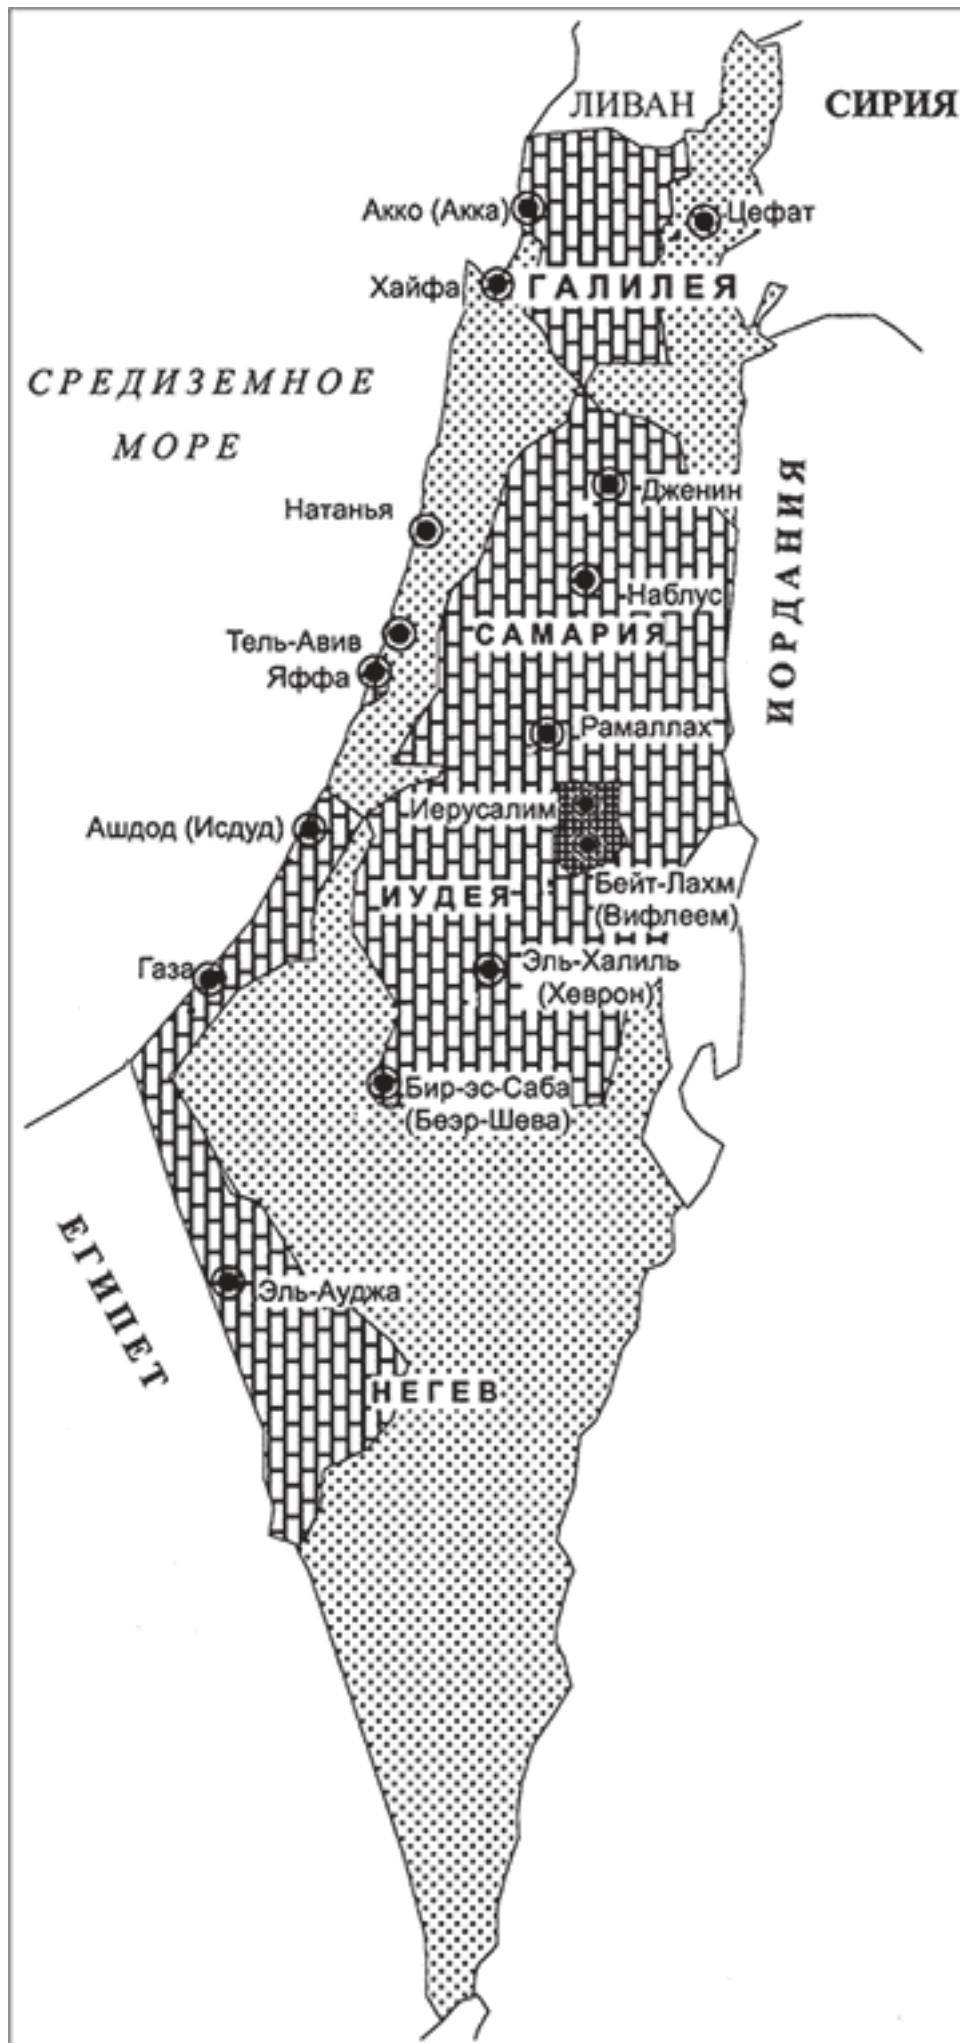 ЛИВАН
СИРИЯ
Акко (Акка)
Цефат
Хайфа
ГАЛИЛЕЯ
СРЕДИЗЕМНОЕ
МОРЕ
Дженин
Натанья
ИОРДАНИЯ
Наблус
САМАРИЯ
Тель-Авив
Яффа
Рамаллах
Иерусалим
Ашдод (Исдуд)
Бейт-Лахм
(Вифлеем)
ИУДЕЯ
Газа
Эль-Халиль
(Хеврон)
Бир-эс-Саба
(Беэр-Шева)
ЕГИПЕТ
Эль-Ауджа
НЕГЕВ